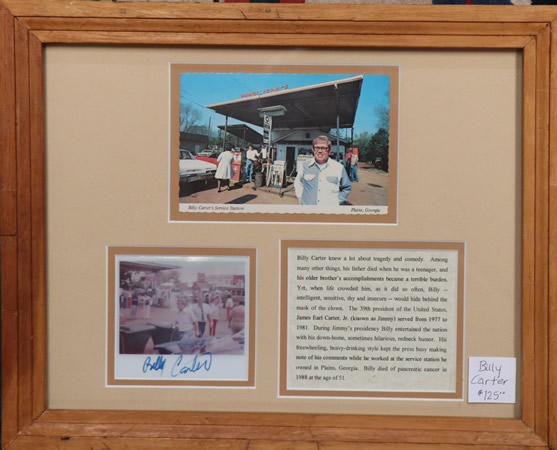 Billy Carter's Service Station
Plains, Georgia
Billy Carter
Billy Carter knew a lot about tragedy and comedy. Among
many other things, his father died when he was a teenager, and
his older brother's accomplishments became a terrible burden.
Yrt, when life crowded him, as it did so often, Billy --
intelligent, sensitive, thy and insecure -- would hide behind the
mask of the clown. The 39th president of the United States,
James Earl Carter, Jr. (known as Jimmy) served from 1977 to
1981. During Jimmy's presidency Billy entertained the nation
with his down-home, sometimes hilarious, redneck humor. His
freewheeling, heavy-drinking style kept the press busy making
note of his comments while he worked at the service station he
owned in Plains, Georgia. Billy died of pancreatic cancer in
1988 at the age of 51.
Billy
Carter
$125⁰⁰